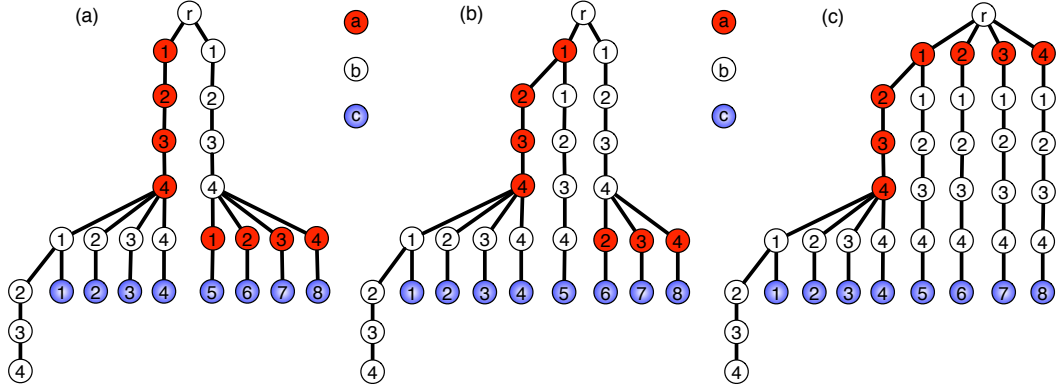 (a)
r
1 1
2 2
3 3
4 4
1 2 3 4 1 2 3 4
2 1 2 3 4 5 6 7 8
3
4
a
b
c
(b)
r
1 1
2 1 2
3 2 3
4 3 4
1 2 3 4 4 2 3 4
2 1 2 3 4 5 6 7 8
3
4
a
b
c
(c)
r
1 2 3 4
2 1 1 1 1
3 2 2 2 2
4 3 3 3 3
1 2 3 4 4 4 4 4
2 1 2 3 4 5 6 7 8
3
4